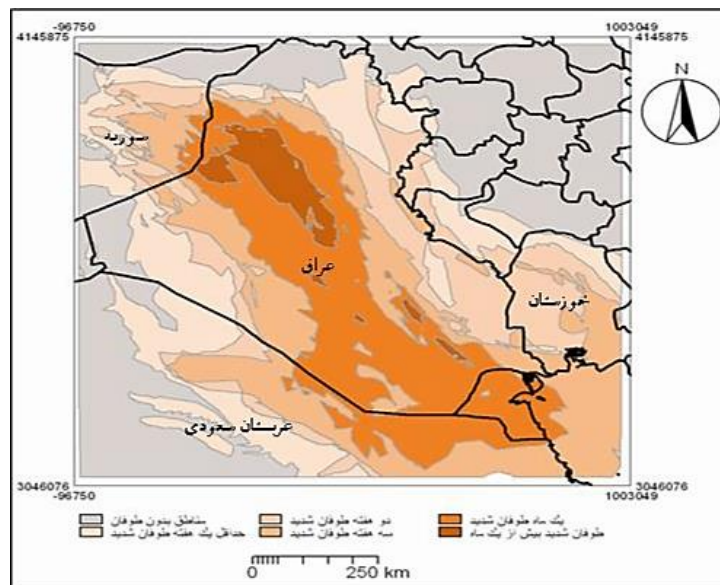 -96750 1003049
4145875 4145875
N
سوریه
عراق
خوزستان
عربستان سعودی
3046076 3046076
-96750 1003049
یک ماه طوفان شدید دو هفته طوفان شدید مناطق بدون طوفان
طوفان شدید بیش از یک ماه سه هفته طوفان شدید حداقل یک هفته طوفان شدید
0 250 km